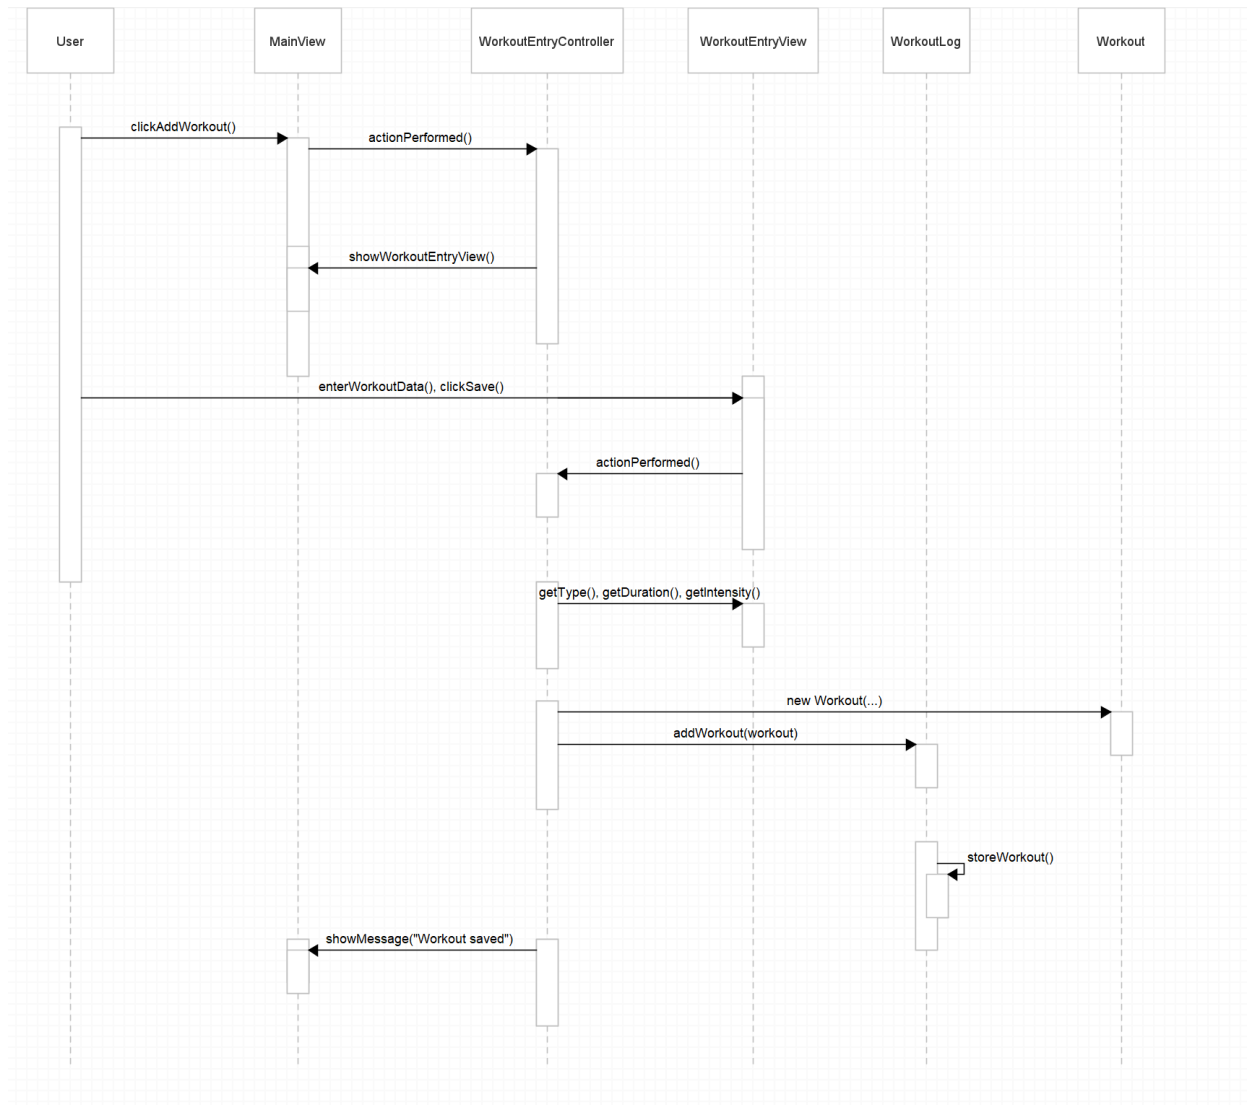 User
MainView
WorkoutEntryController
WorkoutEntryView
WorkoutLog
Workout
clickAddWorkout()
actionPerformed()
showWorkoutEntryView()
enterWorkoutData(), clickSave()
actionPerformed()
getType(), getDuration(), getIntensity()
new Workout(...)
addWorkout(workout)
storeWorkout()
showMessage("Workout saved")